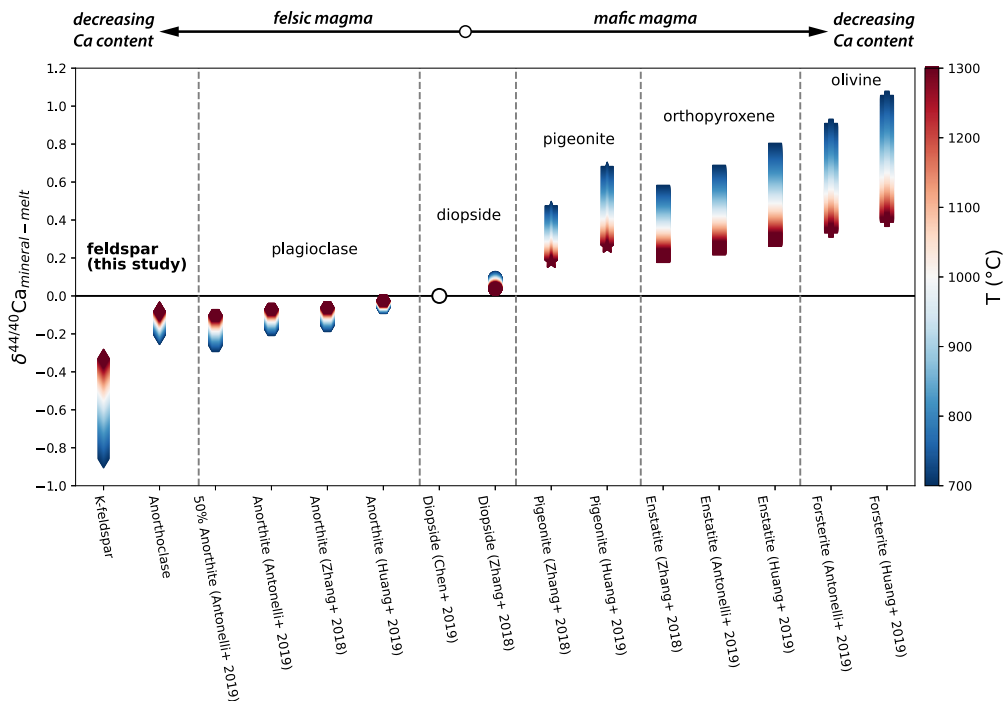 decreasing
Ca content
felsic magma
mafic magma
decreasing
Ca content
δ44/40Ca mineral−melt
1.2
1.0
0.8
0.6
0.4
0.2
0.0
−0.2
−0.4
−0.6
−0.8
−1.0
feldspar
(this study)
plagioclase
diopside
pigeonite
orthopyroxene
olivine
1300
1200
1100
1000
900
800
700
T (°C)
K-feldspar
Anorthoclase
50% Anorthite (Antonelli+ 2019)
Anorthite (Antonelli+ 2019)
Anorthite (Zhang+ 2018)
Anorthite (Huang+ 2019)
Diopside (Chen+ 2019)
Diopside (Zhang+ 2018)
Pigeonite (Zhang+ 2018)
Pigeonite (Huang+ 2019)
Enstatite (Zhang+ 2018)
Enstatite (Antonelli+ 2019)
Enstatite (Huang+ 2019)
Forsterite (Antonelli+ 2019)
Forsterite (Huang+ 2019)